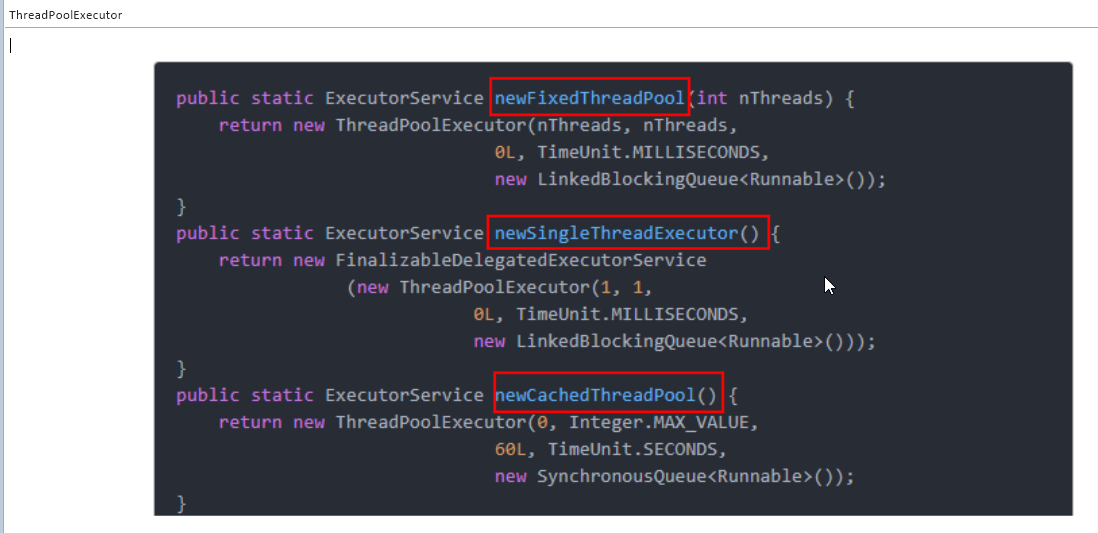 ThreadPoolExecutor
public static ExecutorService newFixedThreadPool(int nThreads) {
return new ThreadPoolExecutor(nThreads, nThreads,
0L, TimeUnit.MILLISECONDS,
new LinkedBlockingQueue<Runnable>());
}
public static ExecutorService newSingleThreadExecutor() {
return new FinalizableDelegatedExecutorService
(new ThreadPoolExecutor(1, 1,
0L, TimeUnit.MILLISECONDS,
new LinkedBlockingQueue<Runnable>()));
}
public static ExecutorService newCachedThreadPool() {
return new ThreadPoolExecutor(0, Integer.MAX_VALUE,
60L, TimeUnit.SECONDS,
new SynchronousQueue<Runnable>());
}